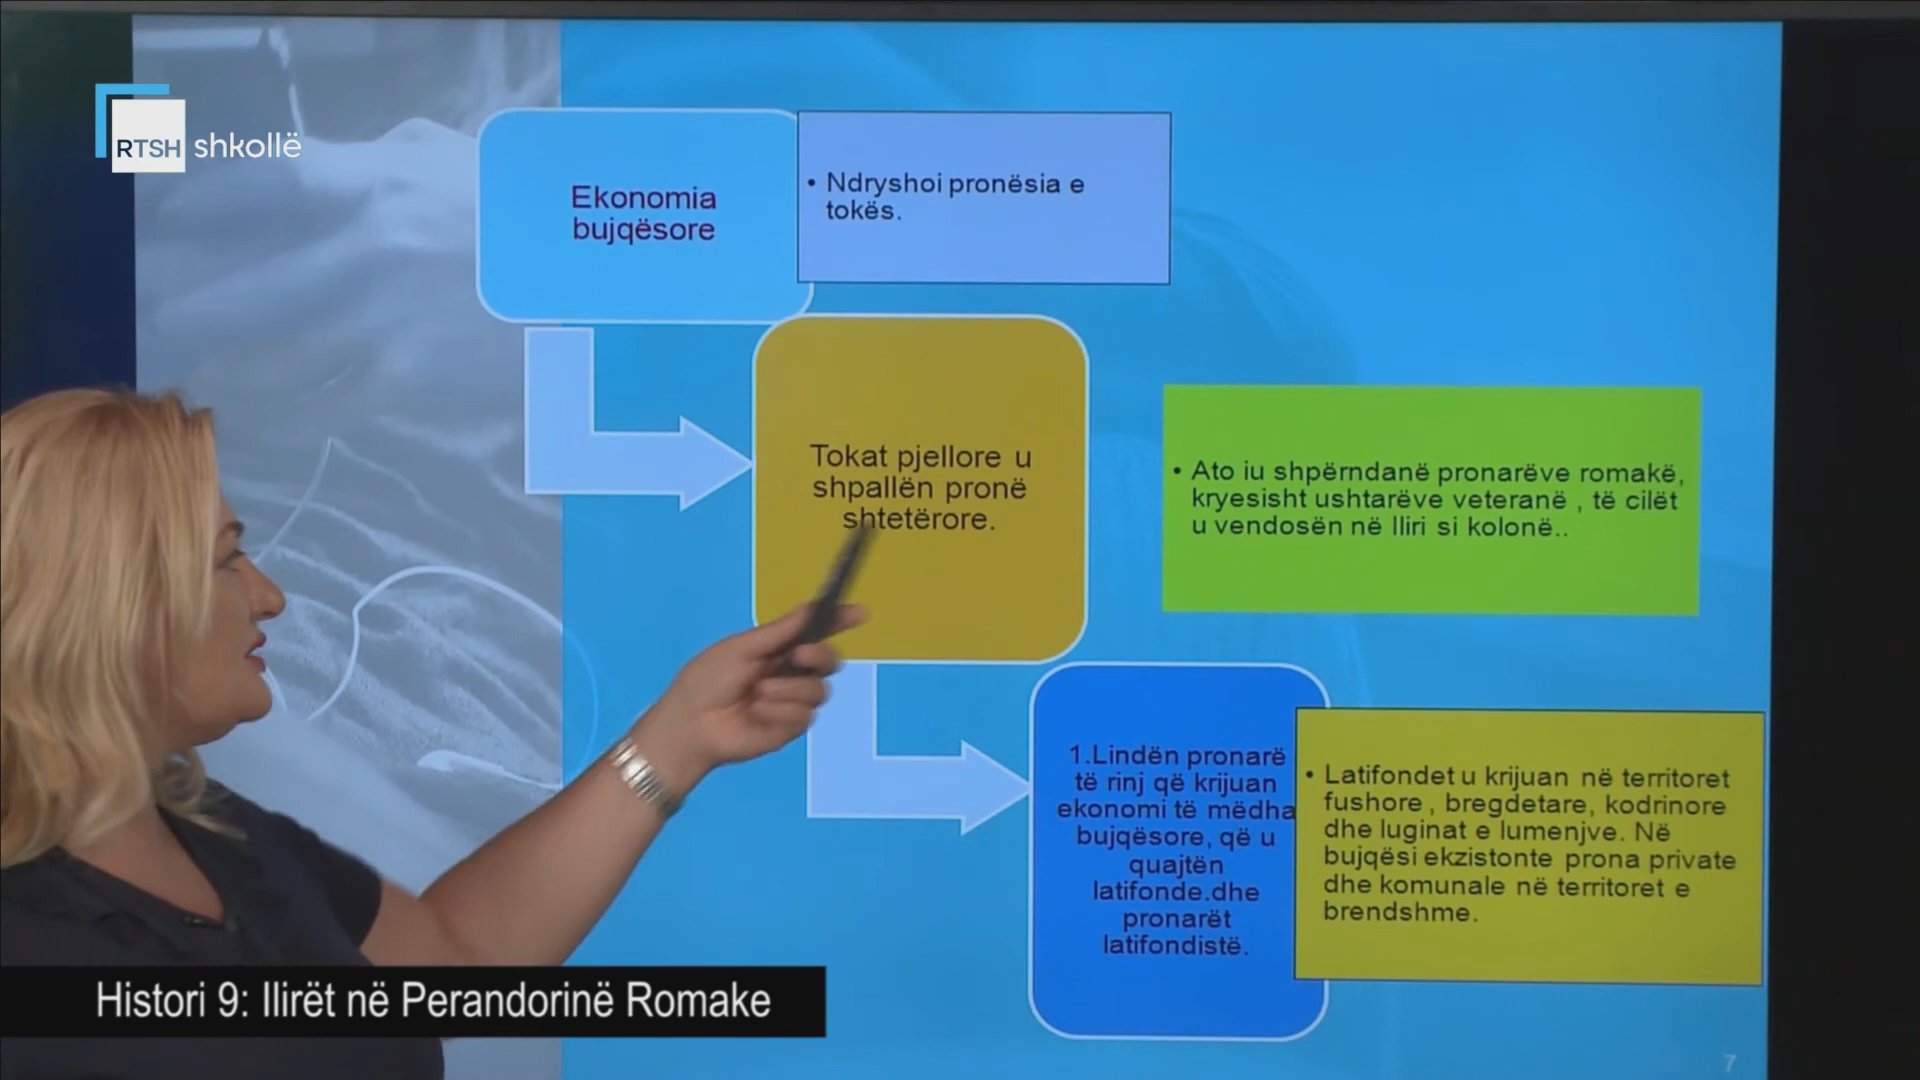 RTSH shkollë
Ekonomia
bujqësore
• Ndryshoi pronësia e
tokës.
Tokat pjellore u
shpallën pronë
shtetërore.
• Ato iu shpërndanë pronarëve romakë,
kryesisht ushtarëve veteranë , të cilët
u vendosën në Iliri si kolonë..
1.Lindën pronarë
të rinj që krijuan
ekonomi të mëdha
bujqësore, që u
quajtën
latifonde.dhe
pronarët
latifondistë.
• Latifondet u krijuan në territoret
fushore , bregdetare, kodrinore
dhe luginat e lumenjve. Në
bujqësi ekzistonte prona private
dhe komunale në territoret e
brendshme.
Histori 9: Ilirët në Perandorinë Romake
7